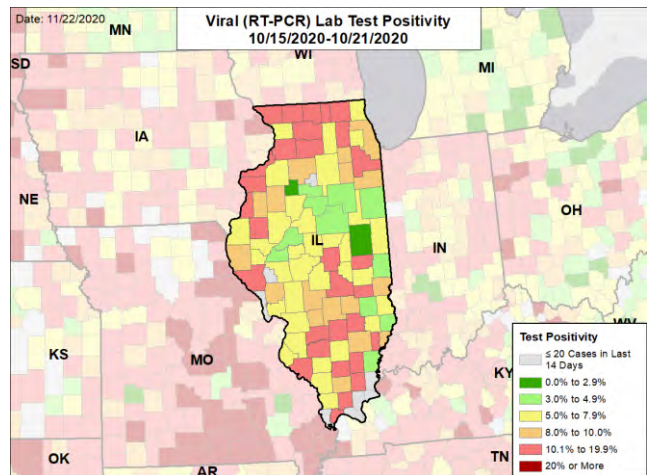 Date: 11/22/2020
Viral (RT-PCR) Lab Test Positivity
10/15/2020-10/21/2020
MN
SD
WI
MI
IA
NE
IL
IN
OH
WV
KS
MO
KY
OK
AR
TN
Test Positivity
≤ 20 Cases in Last
14 Days
0.0% to 2.9%
3.0% to 4.9%
5.0% to 7.9%
8.0% to 10.0%
10.1% to 19.9%
20% or More